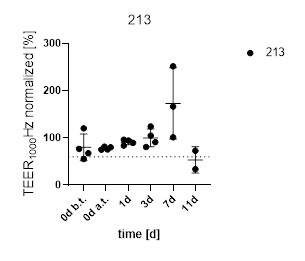 213
TEER1000Hz normalized [%]
300
200
100
0
213
0d b.t.
0d a.t.
1d
3d
7d
11d
time [d]